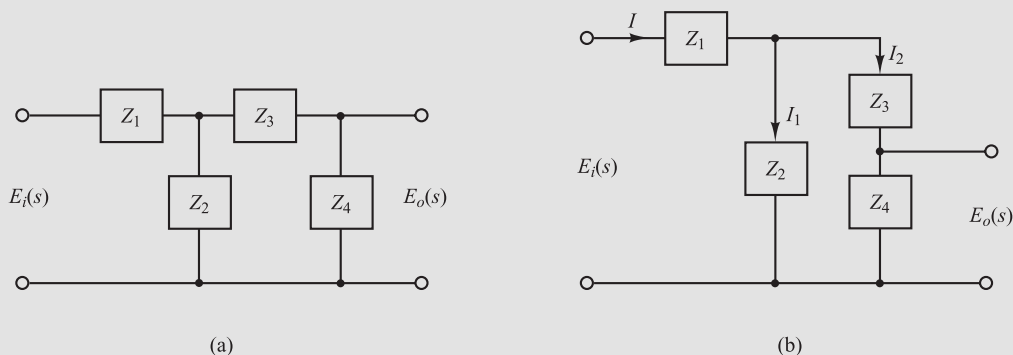 Z1
Z3
Z2
Z4
Ei(s)
Eo(s)
(a)
I
Z1
I2
Z3
I1
Z2
Z4
Ei(s)
Eo(s)
(b)